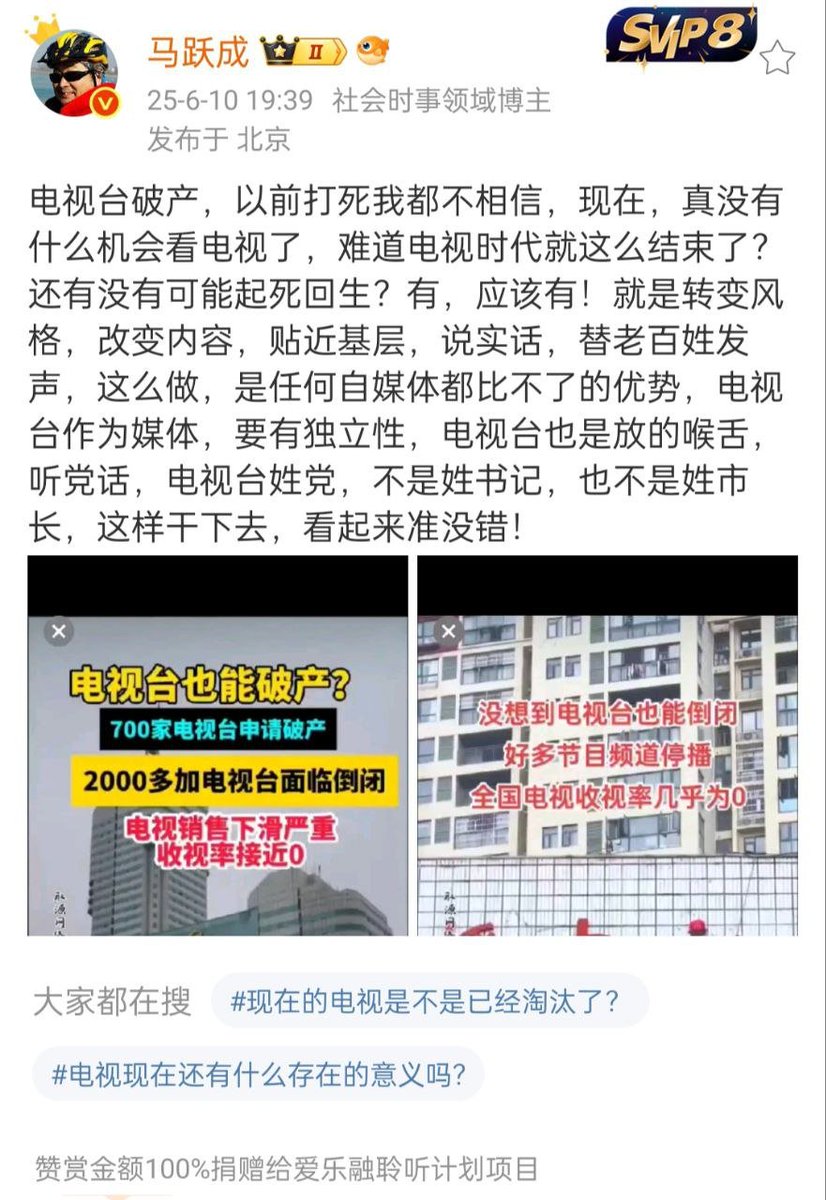 马跃成 II
SVIP8
25-6-10 19:39 社会时事领域博主
发布于 北京
电视台破产，以前打死我都不相信，现在，真没有
什么机会看电视了，难道电视时代就这么结束了？
还有没有可能起死回生？有，应该有！就是转变风
格，改变内容，贴近基层，说实话，替老百姓发
声，这么做，是任何自媒体都比不了的优势，电视
台作为媒体，要有独立性，电视台也是放的喉舌，
听党话，电视台姓党，不是姓书记，也不是姓市
长，这样干下去，看起来准没错！
电视台也能破产？
700家电视台申请破产
2000多加电视台面临倒闭
电视销售下滑严重
收视率接近0
没想到电视台也能倒闭
好多节目频道停播
全国电视收视率几乎为0
大家都在搜 #现在的电视是不是已经淘汰了？
#电视现在还有什么存在的意义吗？
赞赏金额100%捐赠给爱乐融聆听计划项目